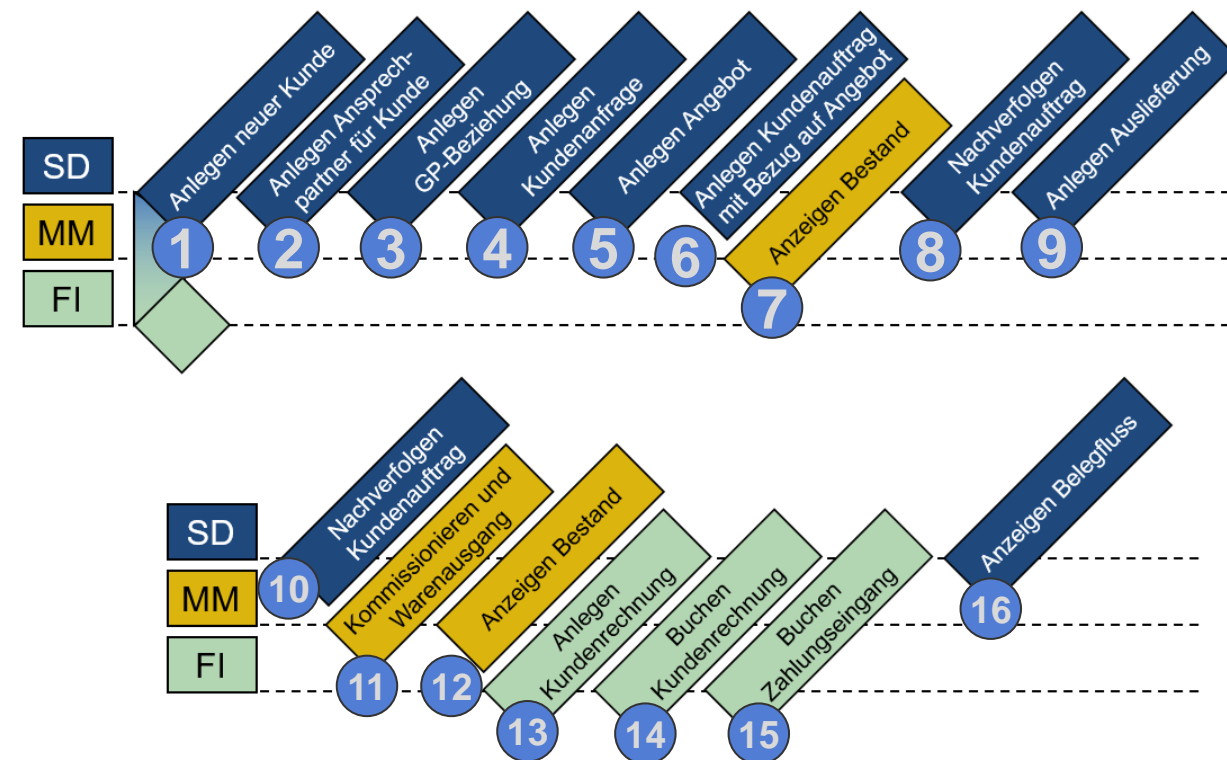 SD
MM
FI
Anlegen neuer Kunde
1
Anlegen Ansprech-
partner für Kunde
2
Anlegen
GP-Beziehung
3
Anlegen
Kundenanfrage
4
Anlegen Angebot
5
Anlegen Kundenauftrag
mit Bezug auf Angebot
6
Anzeigen Bestand
7
Nachverfolgen
Kundenauftrag
8
Anlegen Auslieferung
9
SD
MM
FI
Nachverfolgen
Kundenauftrag
10
Kommissionieren und
Warenausgang
11
Anzeigen Bestand
12
Anlegen
Kundenrechnung
13
Buchen
Kundenrechnung
14
Buchen
Zahlungseingang
15
Anzeigen Belegfluss
16